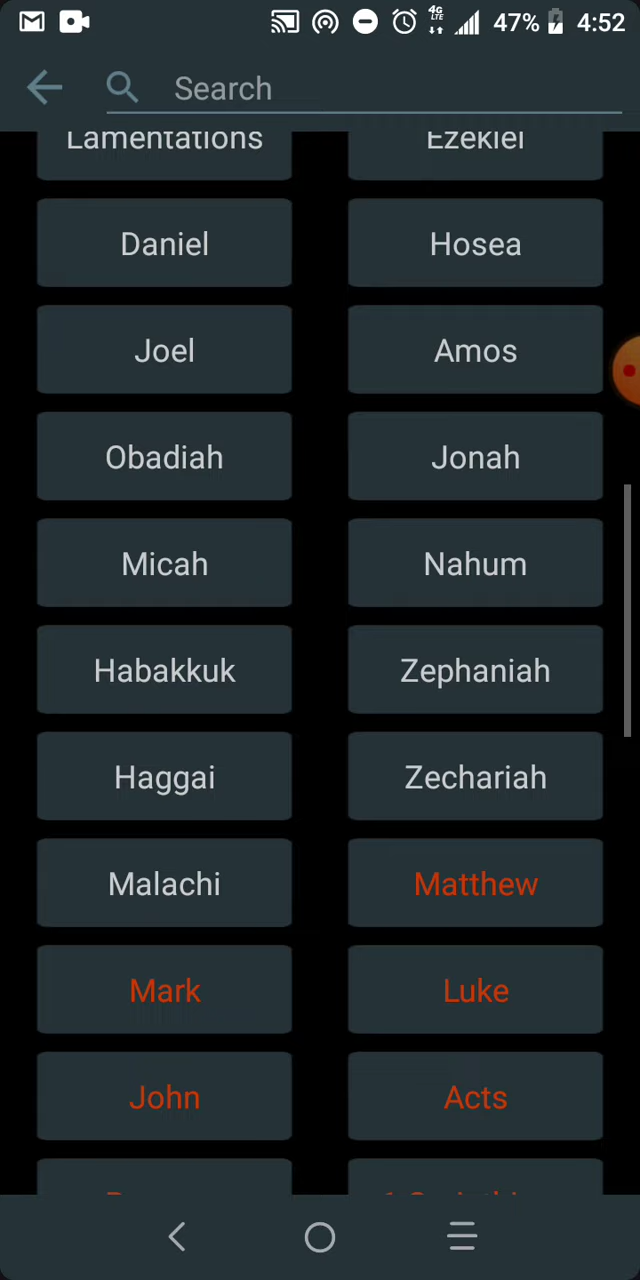 47% 4:52
Search
Lamentations Ezekiel
Daniel Hosea
Joel Amos
Obadiah Jonah
Micah Nahum
Habakkuk Zephaniah
Haggai Zechariah
Malachi Matthew
Mark Luke
John Acts